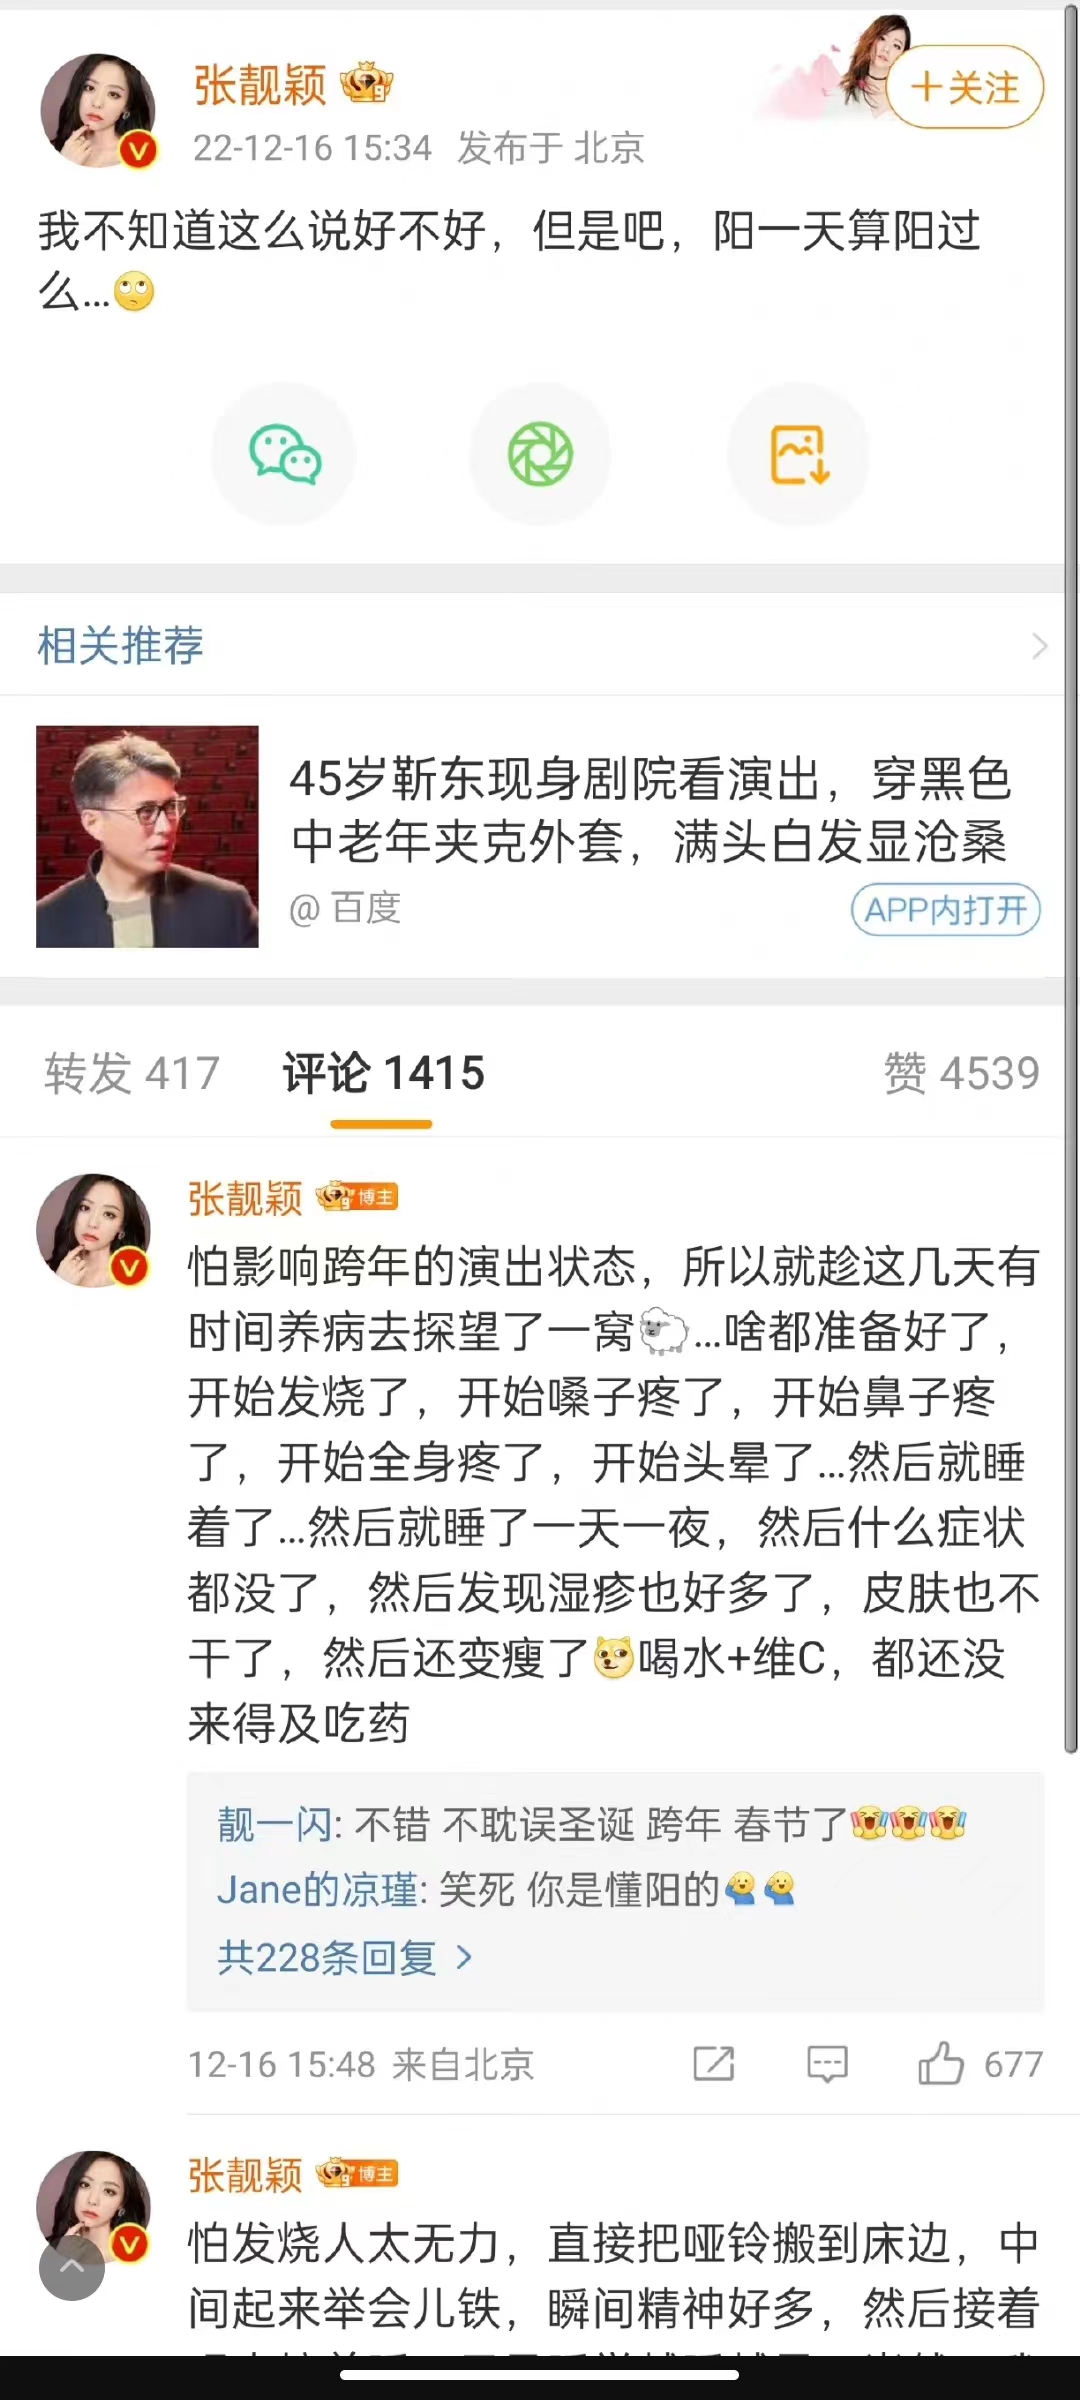 张靓颖
+关注
22-12-16 15:34 发布于 北京
我不知道这么说好不好，但是吧，阳一天算阳过
么...🙄
相关推荐
45岁靳东现身剧院看演出，穿黑色
中老年夹克外套，满头白发显沧桑
@ 百度
APP内打开
转发 417 评论 1415 赞 4539
张靓颖 9 博主
怕影响跨年的演出状态，所以就趁这几天有
时间养病去探望了一窝🐑...啥都准备好了，
开始发烧了，开始嗓子疼了，开始鼻子疼
了，开始全身疼了，开始头晕了...然后就睡
着了...然后就睡了一天一夜，然后什么症状
都没了，然后发现湿疹也好多了，皮肤也不
干了，然后还变瘦了喝水+维C，都还没
来得及吃药
靓一闪: 不错 不耽误圣诞 跨年 春节了
Jane的凉瑾: 笑死 你是懂阳的
共228条回复
12-16 15:48 来自北京 677
张靓颖 9 博主
怕发烧人太无力，直接把哑铃搬到床边，中
间起来举会儿铁，瞬间精神好多，然后接着